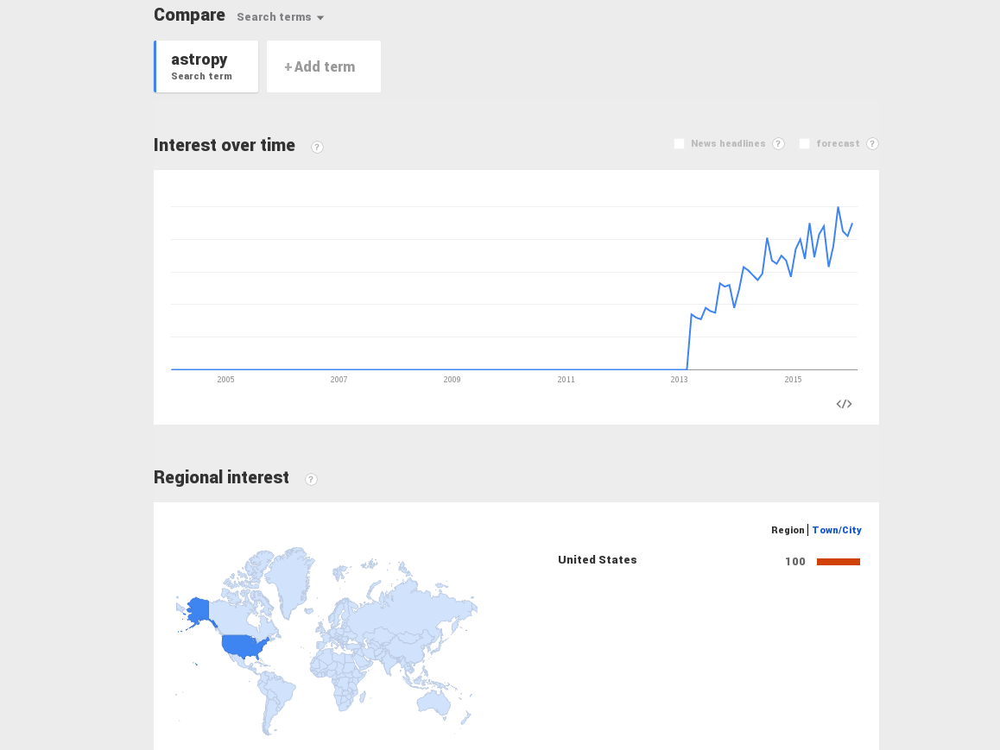 Compare Search terms
astropy
Search term
+ Add term
Interest over time ?
News headlines ? forecast ?
2005 2007 2009 2011 2013 2015
</>
Regional interest ?
Region | Town/City
United States 100